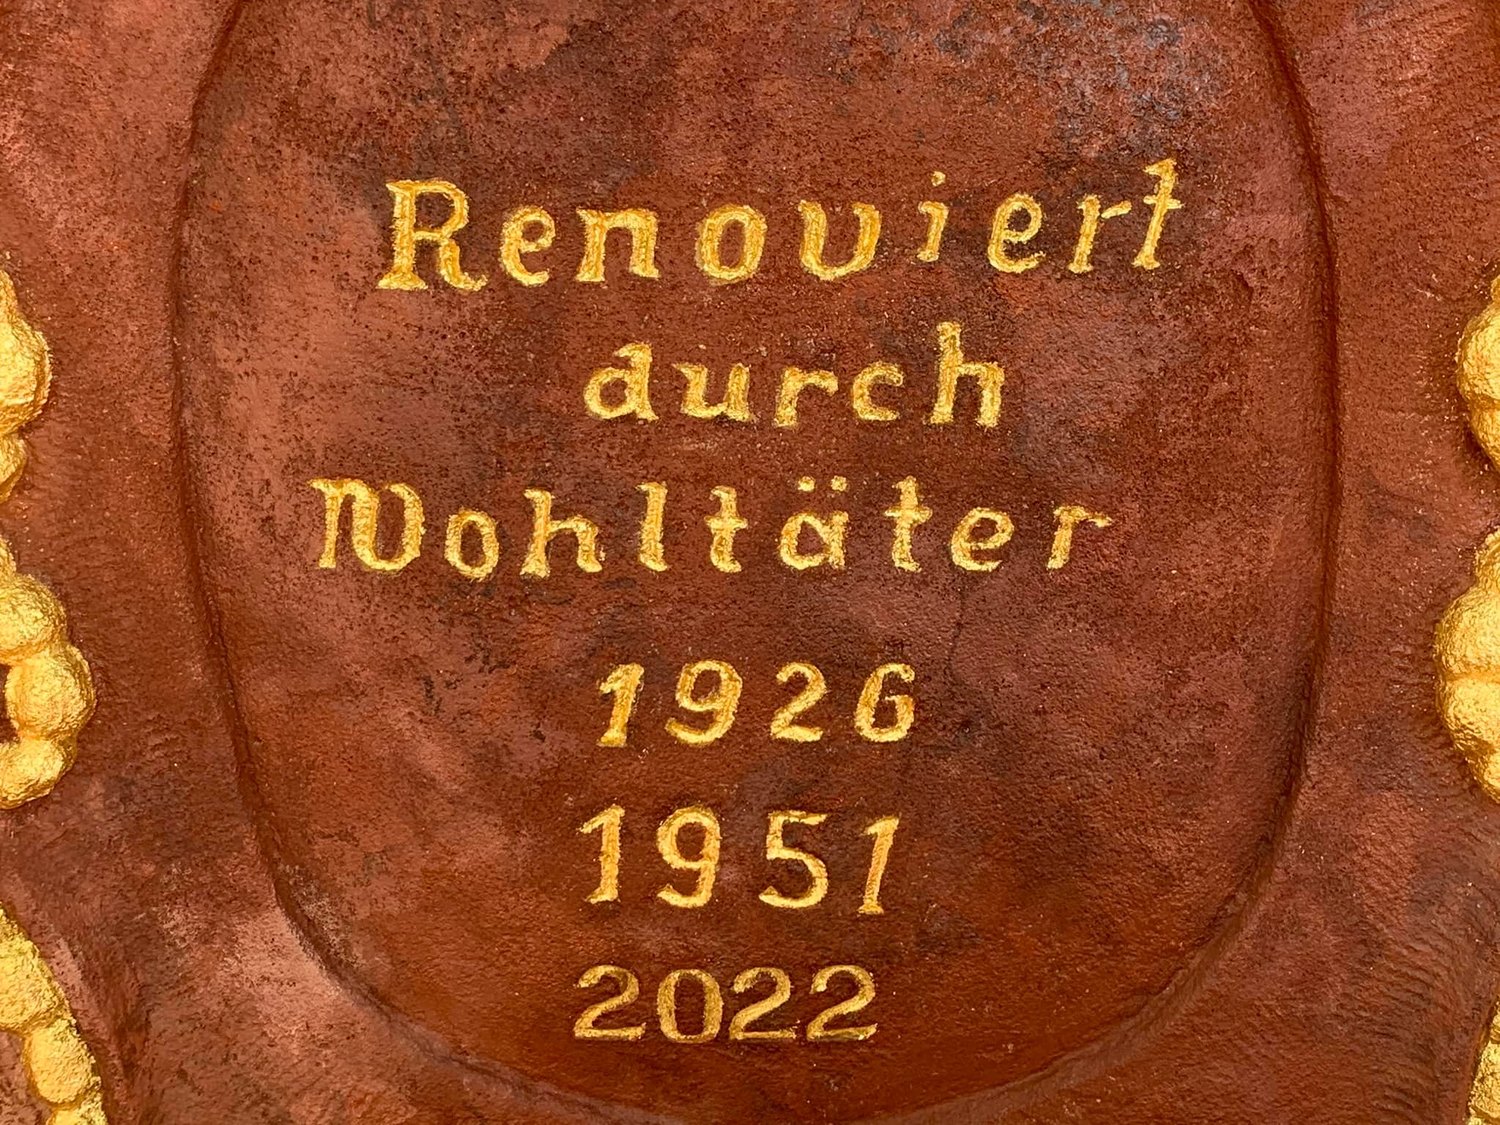 Renoviert
durch
Wohltäter
1926
1951
2022